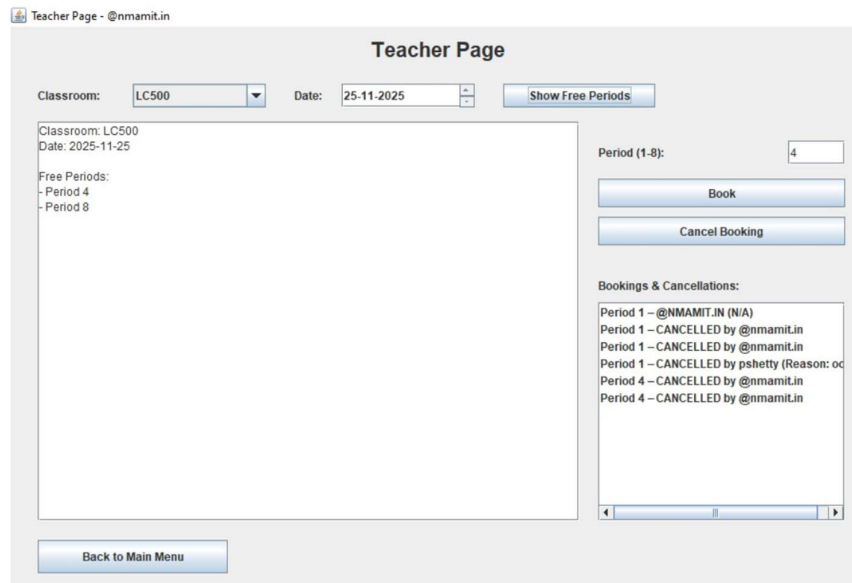 Teacher Page - @nmamit.in
Teacher Page
Classroom: LC500 Date: 25-11-2025 Show Free Periods
Classroom: LC500
Date: 2025-11-25
Free Periods:
- Period 4
- Period 8
Period (1-8): 4
Book
Cancel Booking
Bookings & Cancellations:
Period 1 – @NMAMIT.IN (N/A)
Period 1 – CANCELLED by @nmamit.in
Period 1 – CANCELLED by @nmamit.in
Period 1 – CANCELLED by pshetty (Reason:
Period 4 – CANCELLED by @nmamit.in
Period 4 – CANCELLED by @nmamit.in
Back to Main Menu